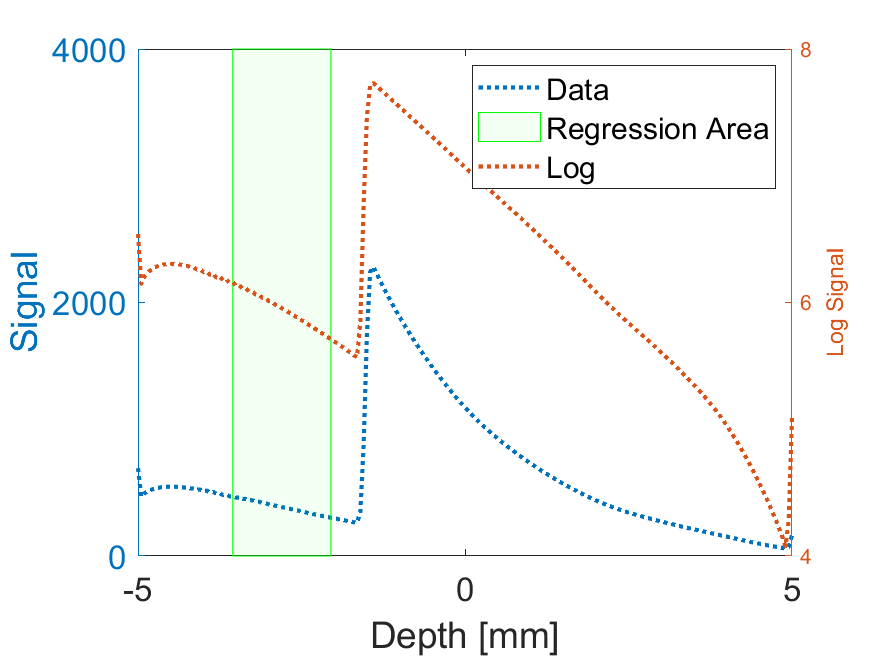 4000
8
Data
Regression Area
Log
Signal
2000
6
Log Signal
0
4
-5
0
5
Depth [mm]